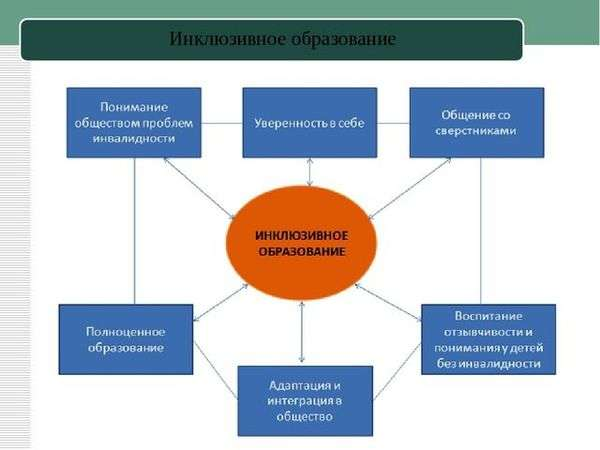 Инклюзивное образование
Понимание
обществом проблем
инвалидности
Уверенность в себе
Общение со
сверстниками
ИНКЛЮЗИВНОЕ
ОБРАЗОВАНИЕ
Полноценное
образование
Адаптация и
интеграция в
общество
Воспитание
отзывчивости и
понимания у детей
без инвалидности